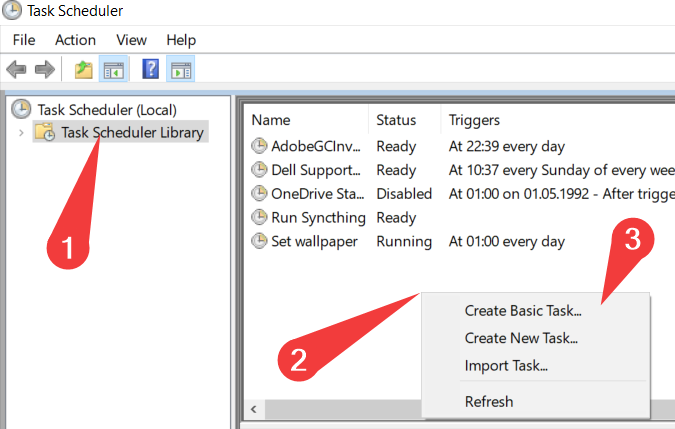 Task Scheduler
File Action View Help
Task Scheduler (Local)
Task Scheduler Library
Name Status Triggers
AdobeGCInv... Ready At 22:39 every day
Dell Support... Ready At 10:37 every Sunday of every wee
OneDrive Sta... Disabled At 01:00 on 01.05.1992 - After trigge
Run Syncthing Ready
Set wallpaper Running At 01:00 every day
1
2
3
Create Basic Task...
Create New Task...
Import Task...
Refresh